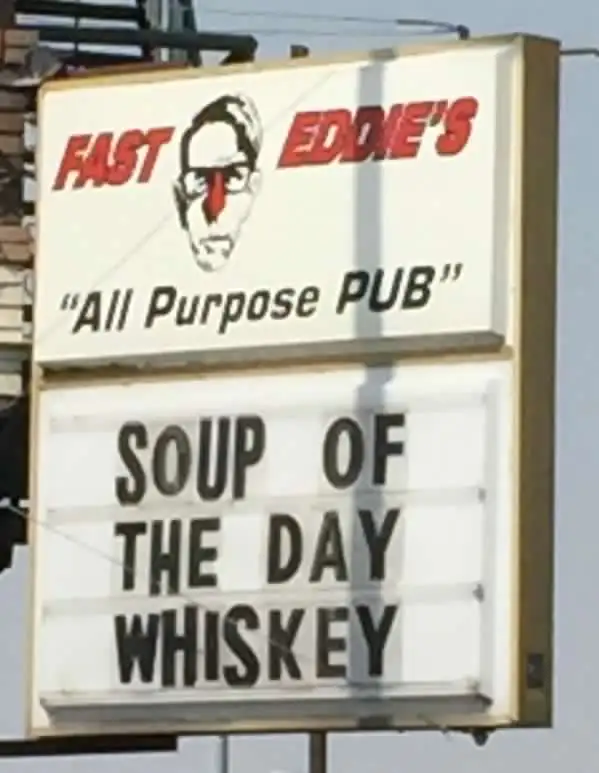 FAST EDDIE'S
"All Purpose PUB"
SOUP OF
THE DAY
WHISKEY